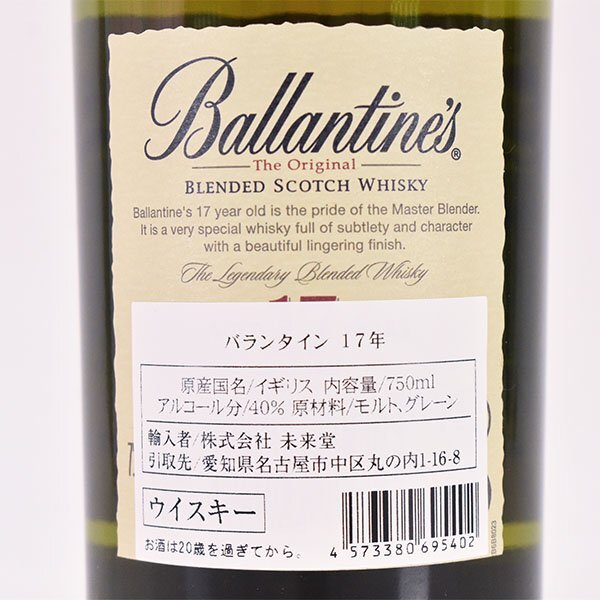 Ballantine's®
The Original
BLENDED SCOTCH WHISKY
Ballantine's 17 year old is the pride of the Master Blender.
It is a very special whisky full of subtlety and character
with a beautiful lingering finish.
The Legendary Blended Whisky
17
バランタイン 17年
原産国名/イギリス 内容量/750ml
アルコール分/40% 原材料/モルト、グレーン
輸入者/株式会社 未来堂
引取先/愛知県名古屋市中区丸の内1-16-8
ウイスキー
お酒は20歳を過ぎてから。
4573380695402